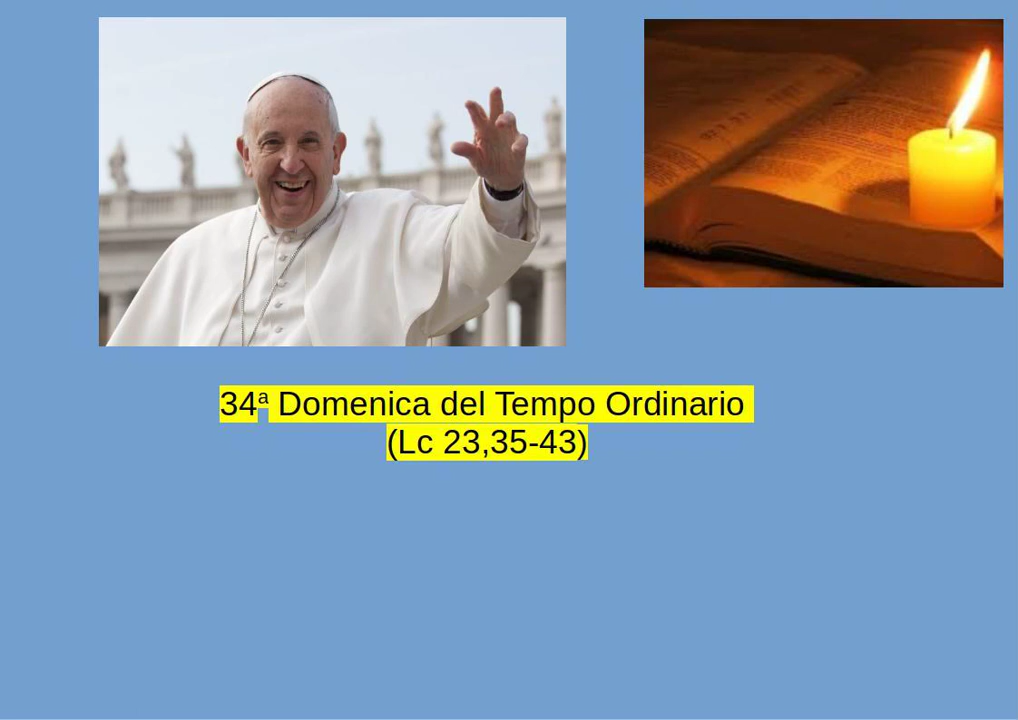 34ª Domenica del Tempo Ordinario
(Lc 23,35-43)